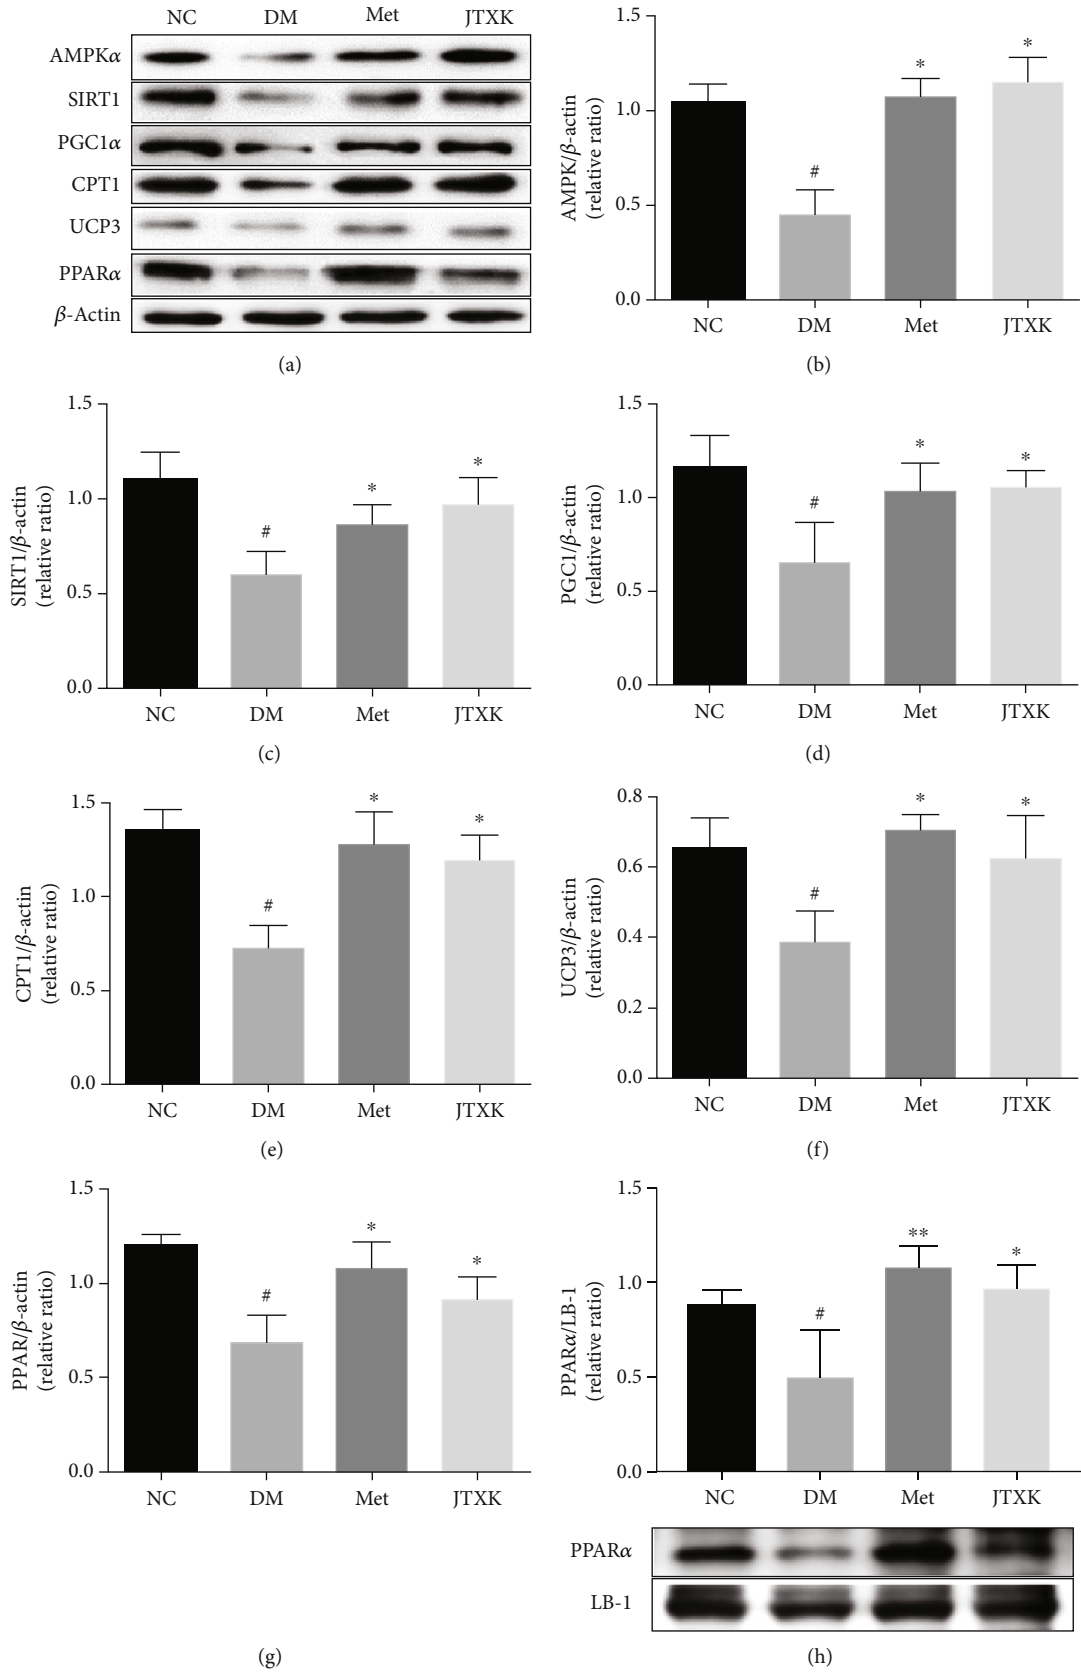 NC DM Met JTXK
AMPKα
SIRT1
PGC1α
CPT1
UCP3
PPARα
β-Actin
(a)
1.5
1.0
0.5
0.0
AMPK/β-actin
(relative ratio)
#
*
*
NC DM Met JTXK
(b)
1.5
1.0
0.5
0.0
SIRT1/β-actin
(relative ratio)
#
*
*
NC DM Met JTXK
(c)
1.5
1.0
0.5
0.0
PGC1/β-actin
(relative ratio)
#
*
*
NC DM Met JTXK
(d)
1.5
1.0
0.5
0.0
CPT1/β-actin
(relative ratio)
#
*
*
NC DM Met JTXK
(e)
0.8
0.6
0.4
0.2
0.0
UCP3/β-actin
(relative ratio)
#
*
*
NC DM Met JTXK
(f)
1.5
1.0
0.5
0.0
PPAR/β-actin
(relative ratio)
#
*
*
NC DM Met JTXK
(g)
1.5
1.0
0.5
0.0
PPARα/LB-1
(relative ratio)
#
**
*
NC DM Met JTXK
PPARα
LB-1
(h)